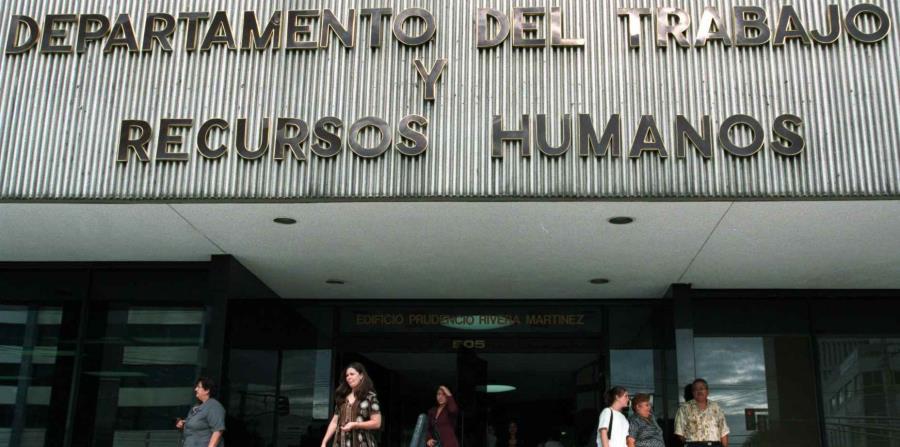 DEPARTAMENTO DEL TRABAJO
Y
RECURSOS HUMANOS
EDIFICIO PRUDENCIO RIVERA MARTINEZ
505